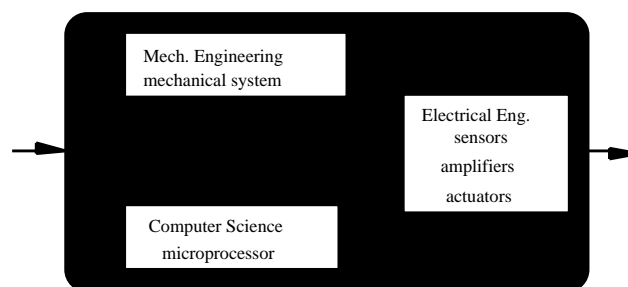 Mech. Engineering
mechanical system
Electrical Eng.
sensors
amplifiers
actuators
Computer Science
microprocessor